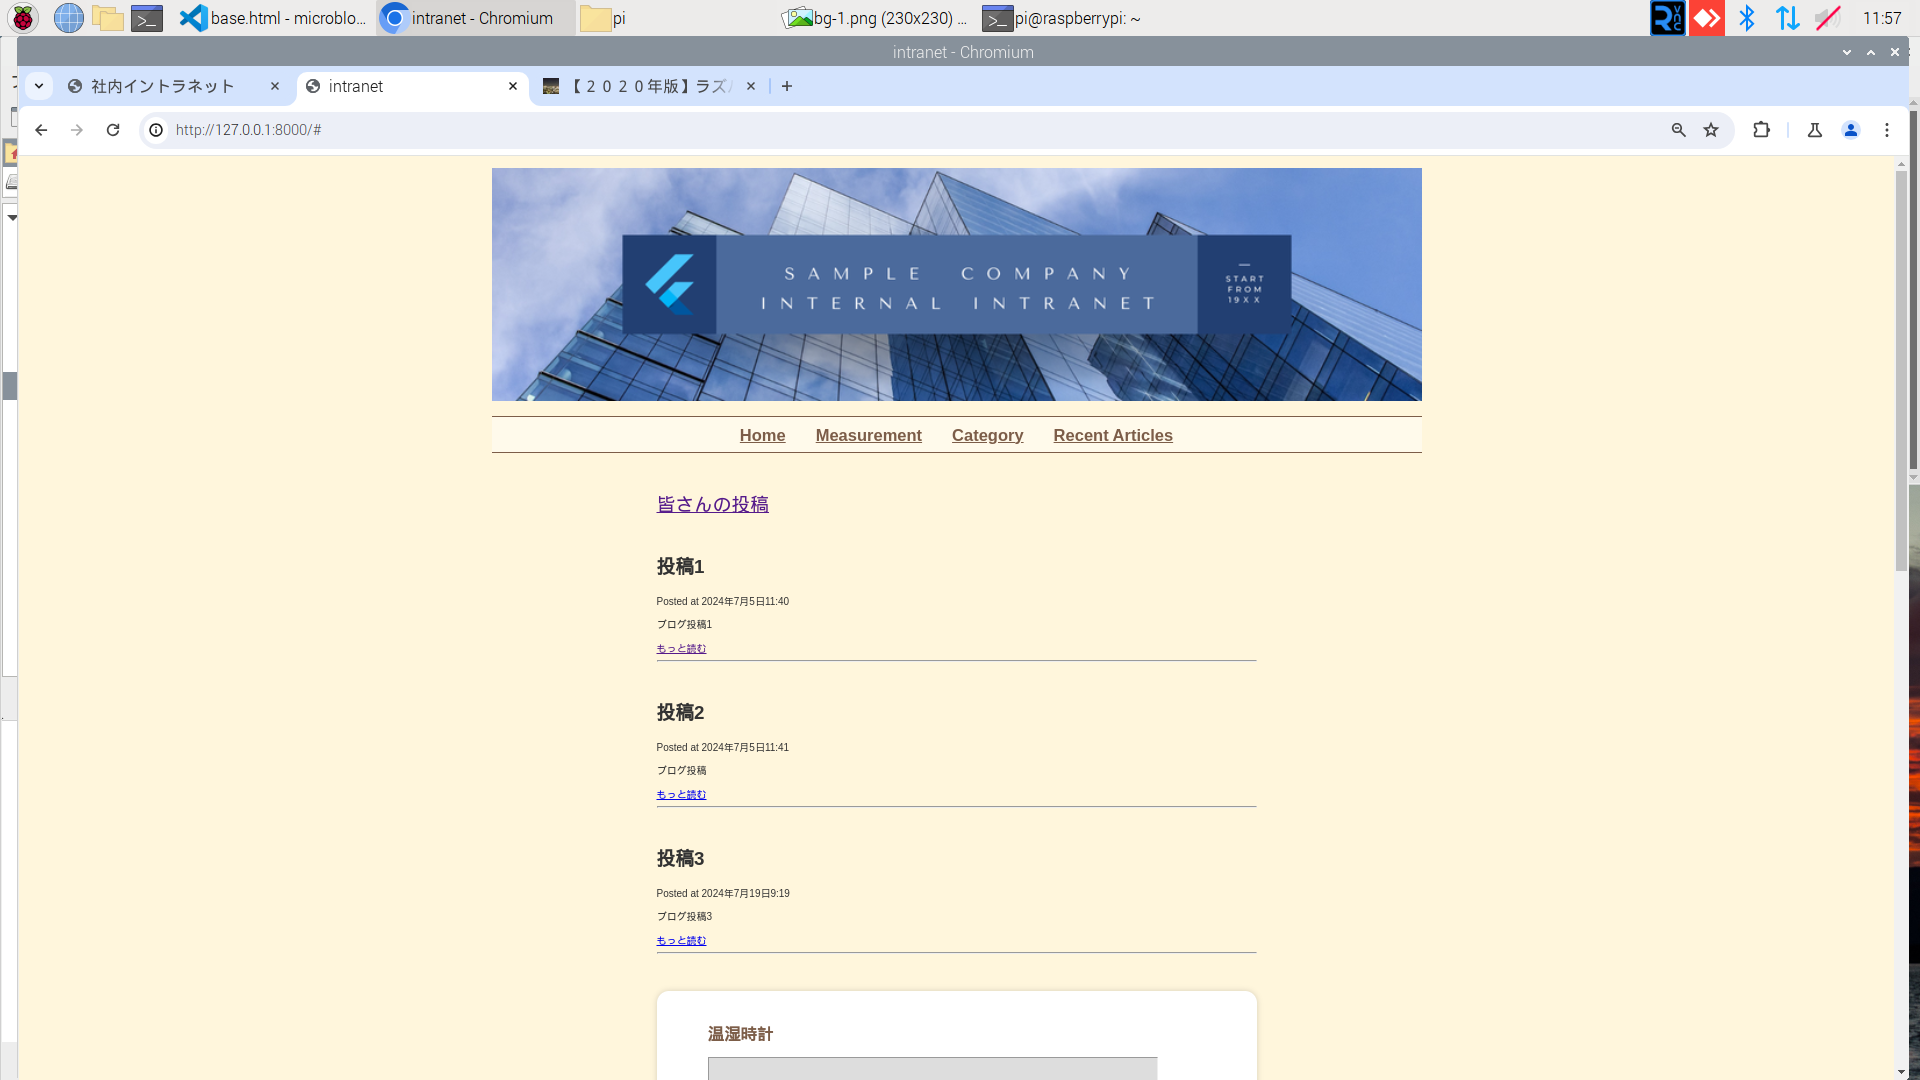 base.html - microblo...
intranet - Chromium
pi
bg-1.png (230x230) ...
pi@raspberrypi: ~
11:57
intranet - Chromium
社内イントラネット
intranet
【２０２０年版】ラズ
http://127.0.0.1:8000/#
SAMPLE COMPANY
INTERNAL INTRANET
START
FROM
19XX
Home
Measurement
Category
Recent Articles
皆さんの投稿
投稿1
Posted at 2024年7月5日11:40
ブログ投稿1
もっと読む
投稿2
Posted at 2024年7月5日11:41
ブログ投稿
もっと読む
投稿3
Posted at 2024年7月19日9:19
ブログ投稿3
もっと読む
温湿時計